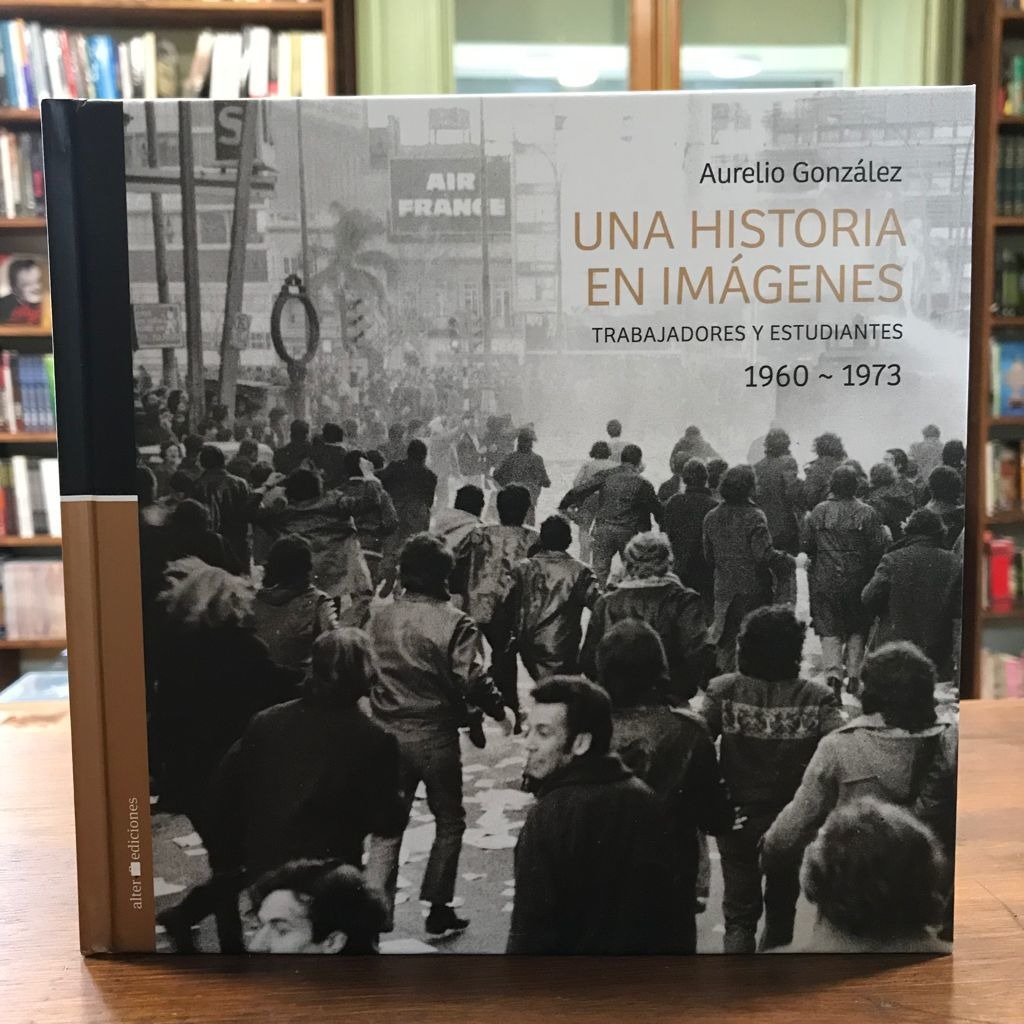 Aurelio González
UNA HISTORIA
EN IMÁGENES
TRABAJADORES Y ESTUDIANTES
1960 ~ 1973
S
AIR
FRANCE
alter ediciones